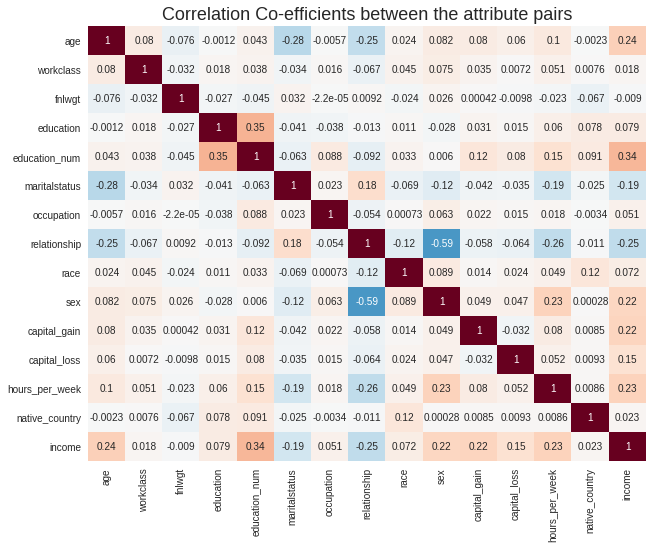 Correlation Co-efficients between the attribute pairs
age 1 0.08 -0.076 -0.0012 0.043 -0.28 -0.0057 -0.25 0.024 0.082 0.08 0.06 0.1 -0.0023 0.24
workclass 0.08 1 -0.032 0.018 0.038 -0.034 0.016 -0.067 0.045 0.075 0.035 0.0072 0.051 0.0076 0.018
fnlwgt -0.076 -0.032 1 -0.027 -0.045 0.032 -2.2e-05 0.0092 -0.024 0.026 0.00042 -0.0098 -0.023 -0.067 -0.009
education -0.0012 0.018 -0.027 1 0.35 -0.041 -0.038 -0.013 0.011 -0.028 0.031 0.015 0.06 0.078 0.079
education_num 0.043 0.038 -0.045 0.35 1 -0.063 0.088 -0.092 0.033 0.006 0.12 0.08 0.15 0.091 0.34
maritalstatus -0.28 -0.034 0.032 -0.041 -0.063 1 0.023 0.18 -0.069 -0.12 -0.042 -0.035 -0.19 -0.025 -0.19
occupation -0.0057 0.016 -2.2e-05 -0.038 0.088 0.023 1 -0.054 0.00073 0.063 0.022 0.015 0.018 -0.0034 0.051
relationship -0.25 -0.067 0.0092 -0.013 -0.092 0.18 -0.054 1 -0.12 -0.59 -0.058 -0.064 -0.26 -0.011 -0.25
race 0.024 0.045 -0.024 0.011 0.033 -0.069 0.00073 -0.12 1 0.089 0.014 0.024 0.049 0.12 0.072
sex 0.082 0.075 0.026 -0.028 0.006 -0.12 0.063 -0.59 0.089 1 0.049 0.047 0.23 0.00028 0.22
capital_gain 0.08 0.035 0.00042 0.031 0.12 -0.042 0.022 -0.058 0.014 0.049 1 -0.032 0.08 0.0085 0.22
capital_loss 0.06 0.0072 -0.0098 0.015 0.08 -0.035 0.015 -0.064 0.024 0.047 -0.032 1 0.052 0.0093 0.15
hours_per_week 0.1 0.051 -0.023 0.06 0.15 -0.19 0.018 -0.26 0.049 0.23 0.08 0.052 1 0.0086 0.23
native_country -0.0023 0.0076 -0.067 0.078 0.091 -0.025 -0.0034 -0.011 0.12 0.00028 0.0085 0.0093 0.0086 1 0.023
income 0.24 0.018 -0.009 0.079 0.34 -0.19 0.051 -0.25 0.072 0.22 0.22 0.15 0.23 0.023 1
age workclass fnlwgt education education_num maritalstatus occupation relationship race sex capital_gain capital_loss hours_per_week native_country income